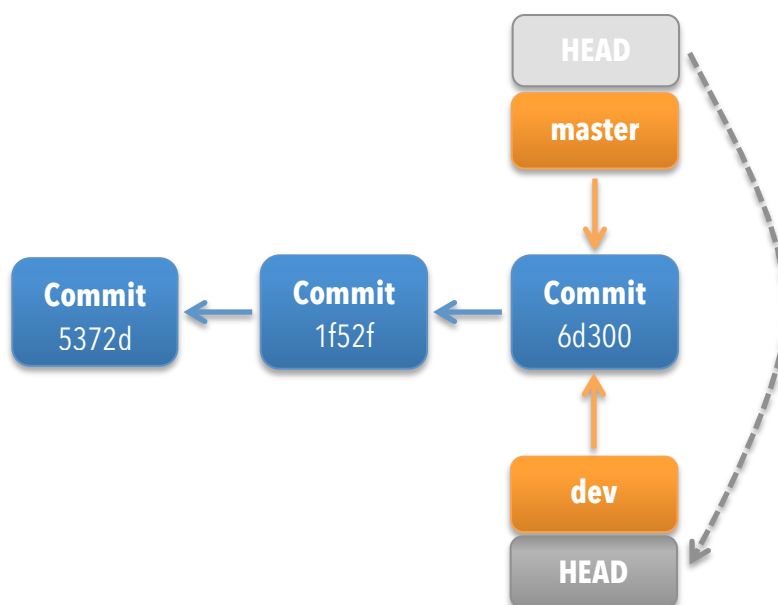 HEAD
master
Commit
5372d
Commit
1f52f
Commit
6d300
dev
HEAD